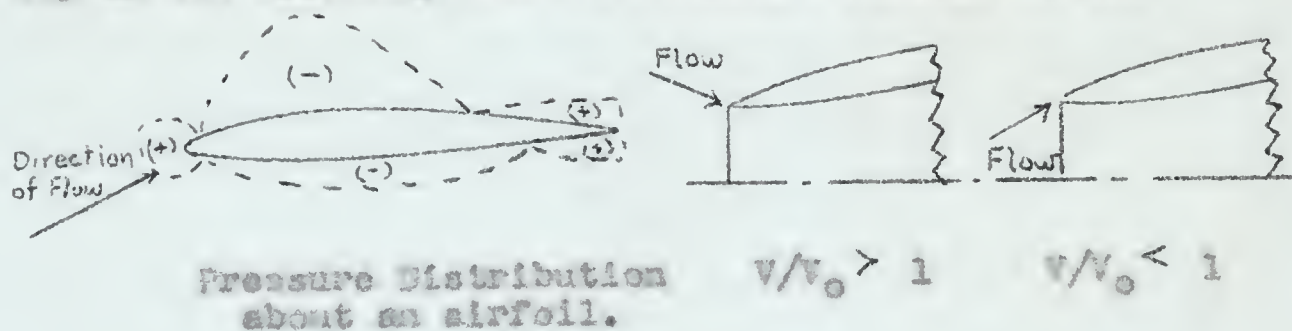 (-)
(+)
(+)
(+)
(-)
Direction
of Flow
Flow
Flow
Pressure Distribution
about an airfoil.
V/V₀ > 1
V/V₀ < 1